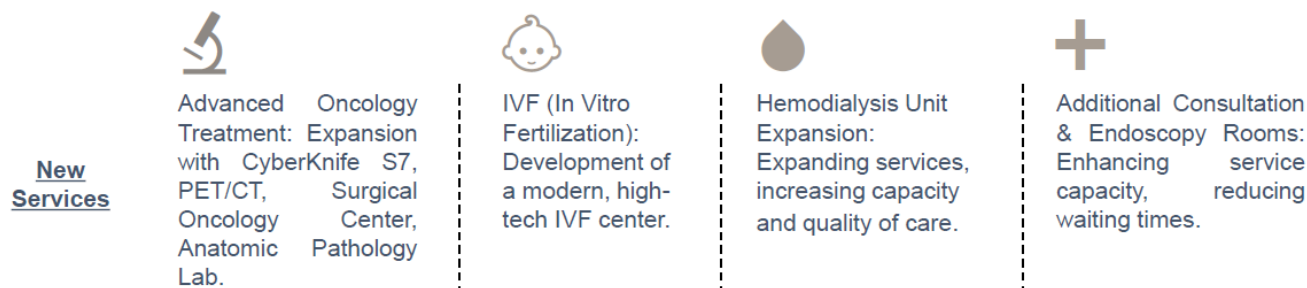 New
Services
Advanced Oncology
Treatment: Expansion
with CyberKnife S7,
PET/CT, Surgical
Oncology Center,
Anatomic Pathology
Lab.
IVF (In Vitro
Fertilization):
Development of
a modern, high-
tech IVF center.
Hemodialysis Unit
Expansion:
Expanding services,
increasing capacity
and quality of care.
Additional Consultation
& Endoscopy Rooms:
Enhancing service
capacity, reducing
waiting times.